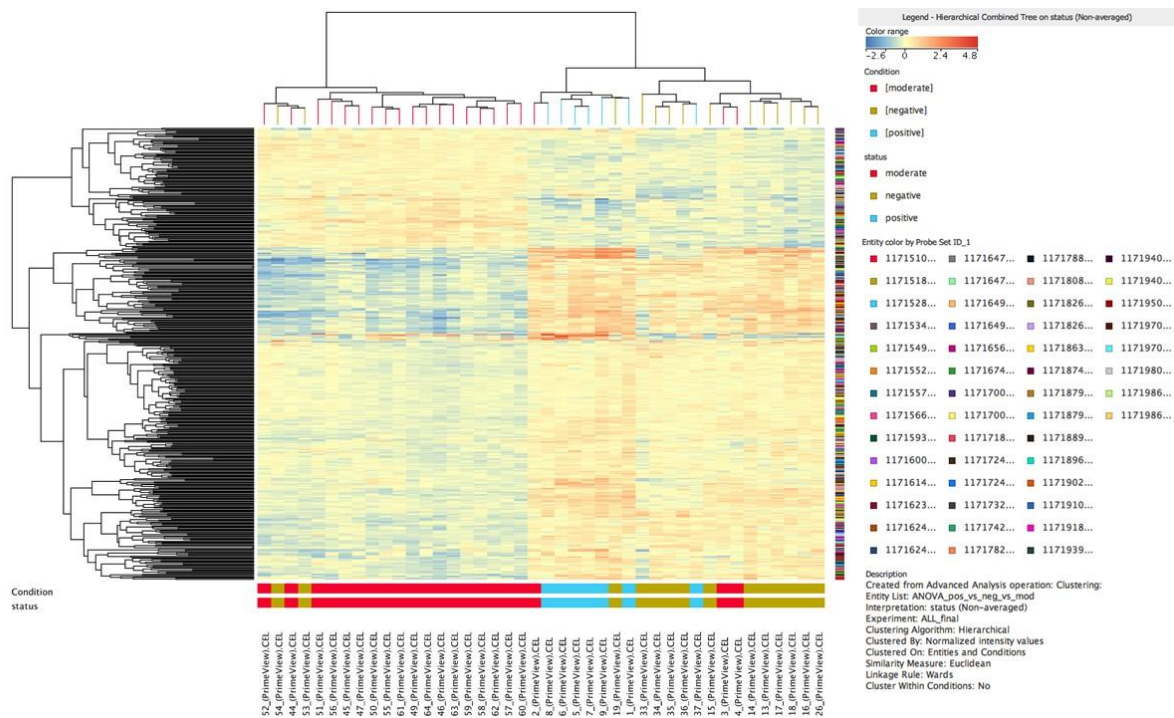 Legend - Hierarchical Combined Tree on status (Non-averaged)
Color range
-2.6 0 2.4 4.8
Condition
[moderate]
[negative]
[positive]
status
moderate
negative
positive
Entity color by Probe Set ID_1
1171510... 1171647... 1171788... 1171940...
1171518... 1171647... 1171808... 1171940...
1171528... 1171649... 1171826... 1171950...
1171534... 1171649... 1171826... 1171970...
1171549... 1171656... 1171863... 1171970...
1171552... 1171674... 1171874... 1171980...
1171557... 1171700... 1171879... 1171986...
1171566... 1171700... 1171879... 1171986...
1171593... 1171718... 1171889...
1171600... 1171724... 1171896...
1171614... 1171724... 1171902...
1171623... 1171732... 1171910...
1171624... 1171742... 1171918...
1171624... 1171782... 1171939...
Description
Created from Advanced Analysis operation: Clustering:
Entity List: ANOVA_pos_vs_neg_vs_mod
Interpretation: status (Non-averaged)
Experiment: ALL_final
Clustering Algorithm: Hierarchical
Clustered By: Normalized intensity values
Clustered On: Entities and Conditions
Similarity Measure: Euclidean
Linkage Rule: Wards
Cluster Within Conditions: No
Condition
status
52_(PrimeView).CEL
54_(PrimeView).CEL
44_(PrimeView).CEL
53_(PrimeView).CEL
51_(PrimeView).CEL
56_(PrimeView).CEL
45_(PrimeView).CEL
47_(PrimeView).CEL
50_(PrimeView).CEL
55_(PrimeView).CEL
61_(PrimeView).CEL
49_(PrimeView).CEL
64_(PrimeView).CEL
46_(PrimeView).CEL
63_(PrimeView).CEL
59_(PrimeView).CEL
58_(PrimeView).CEL
62_(PrimeView).CEL
57_(PrimeView).CEL
60_(PrimeView).CEL
2_(PrimeView).CEL
8_(PrimeView).CEL
6_(PrimeView).CEL
5_(PrimeView).CEL
7_(PrimeView).CEL
9_(PrimeView).CEL
19_(PrimeView).CEL
1_(PrimeView).CEL
33_(PrimeView).CEL
34_(PrimeView).CEL
35_(PrimeView).CEL
36_(PrimeView).CEL
37_(PrimeView).CEL
15_(PrimeView).CEL
3_(PrimeView).CEL
4_(PrimeView).CEL
14_(PrimeView).CEL
13_(PrimeView).CEL
17_(PrimeView).CEL
18_(PrimeView).CEL
16_(PrimeView).CEL
26_(PrimeView).CEL